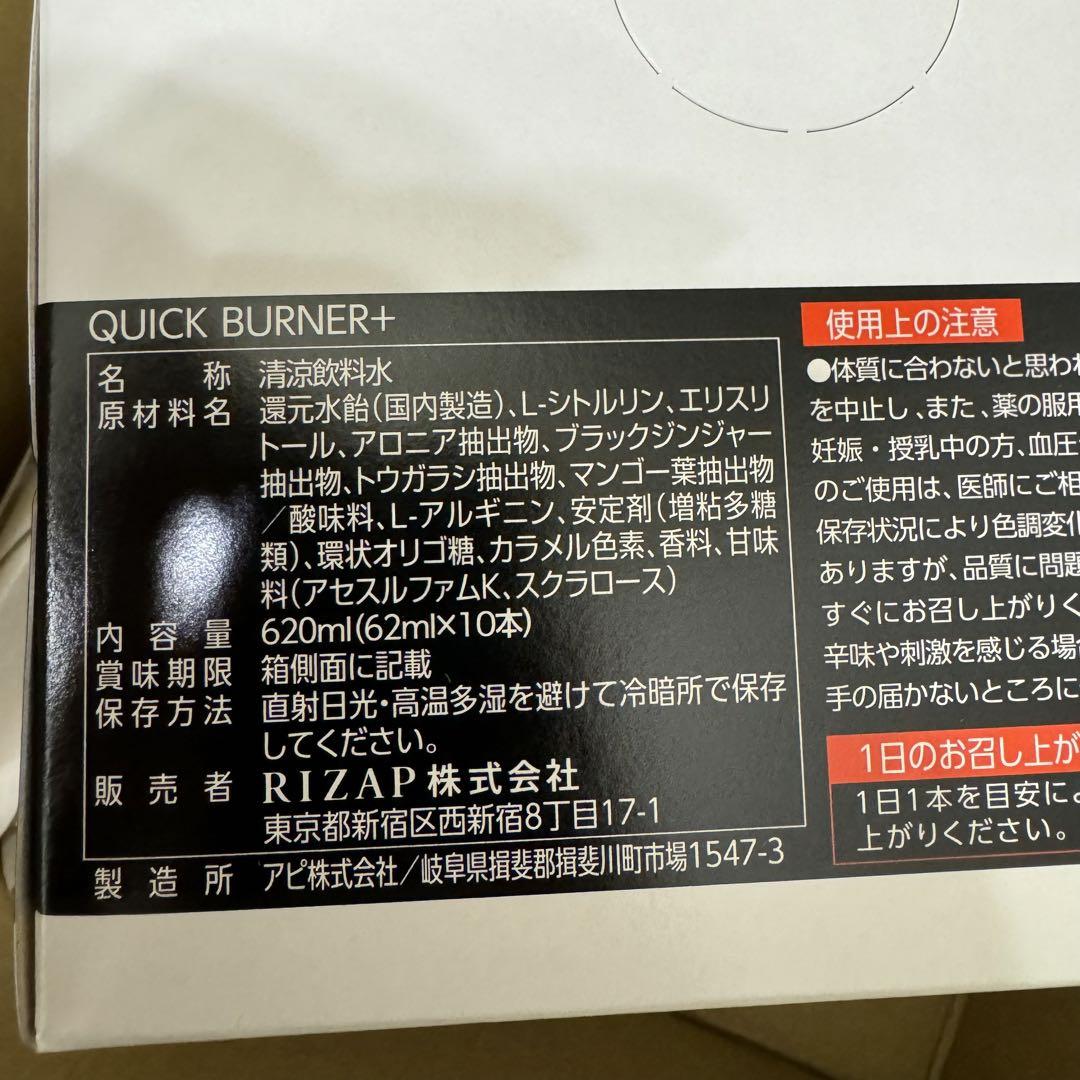 QUICK BURNER+
名称 清涼飲料水
原材料名 還元水飴(国内製造)、L-シトルリン、エリスリ
トール、アロニア抽出物、ブラックジンジャー
抽出物、トウガラシ抽出物、マンゴー葉抽出物
/酸味料、L-アルギニン、安定剤(増粘多糖
類)、環状オリゴ糖、カラメル色素、香料、甘味
料(アセスルファムK、スクラロース)
内容量 620ml(62ml×10本)
賞味期限 箱側面に記載
保存方法 直射日光・高温多湿を避けて冷暗所で保存
してください。
販売者 RIZAP株式会社
東京都新宿区西新宿8丁目17-1
製造所 アピ株式会社/岐阜県揖斐郡揖斐川町市場1547-3
使用上の注意
●体質に合わないと思われ
を中止し、また、薬の服用
妊娠・授乳中の方、血圧
のご使用は、医師にご相
保存状況により色調変化
ありますが、品質に問題
すぐにお召し上がりく
辛味や刺激を感じる場合
手の届かないところに
1日のお召し上が
1日1本を目安に
上がりください。